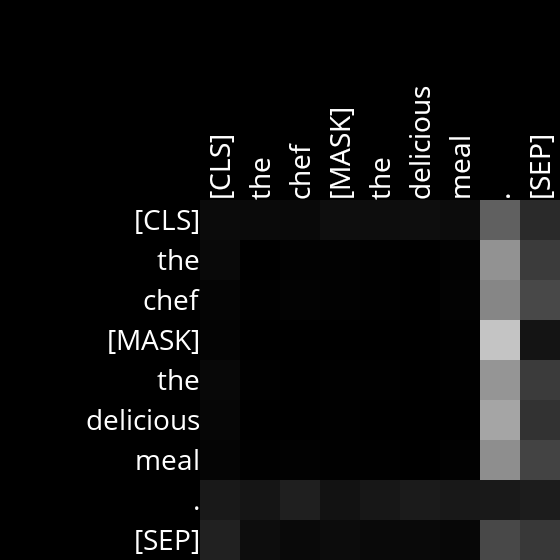 [CLS] the chef [MASK] the delicious meal . [SEP]
[CLS]
the
chef
[MASK]
the
delicious
meal
.
[SEP]